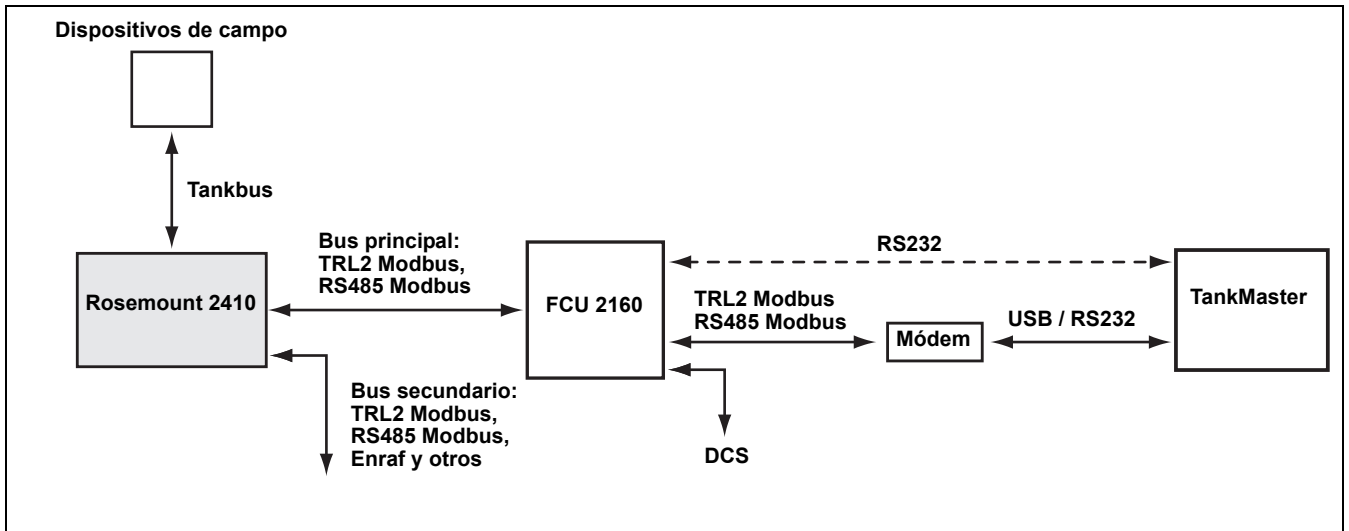 Dispositivos de campo
Tankbus
Rosemount 2410
Bus principal:
TRL2 Modbus,
RS485 Modbus
Bus secundario:
TRL2 Modbus,
RS485 Modbus,
Enraf y otros
FCU 2160
RS232
TRL2 Modbus
RS485 Modbus
Módem
USB / RS232
TankMaster
DCS